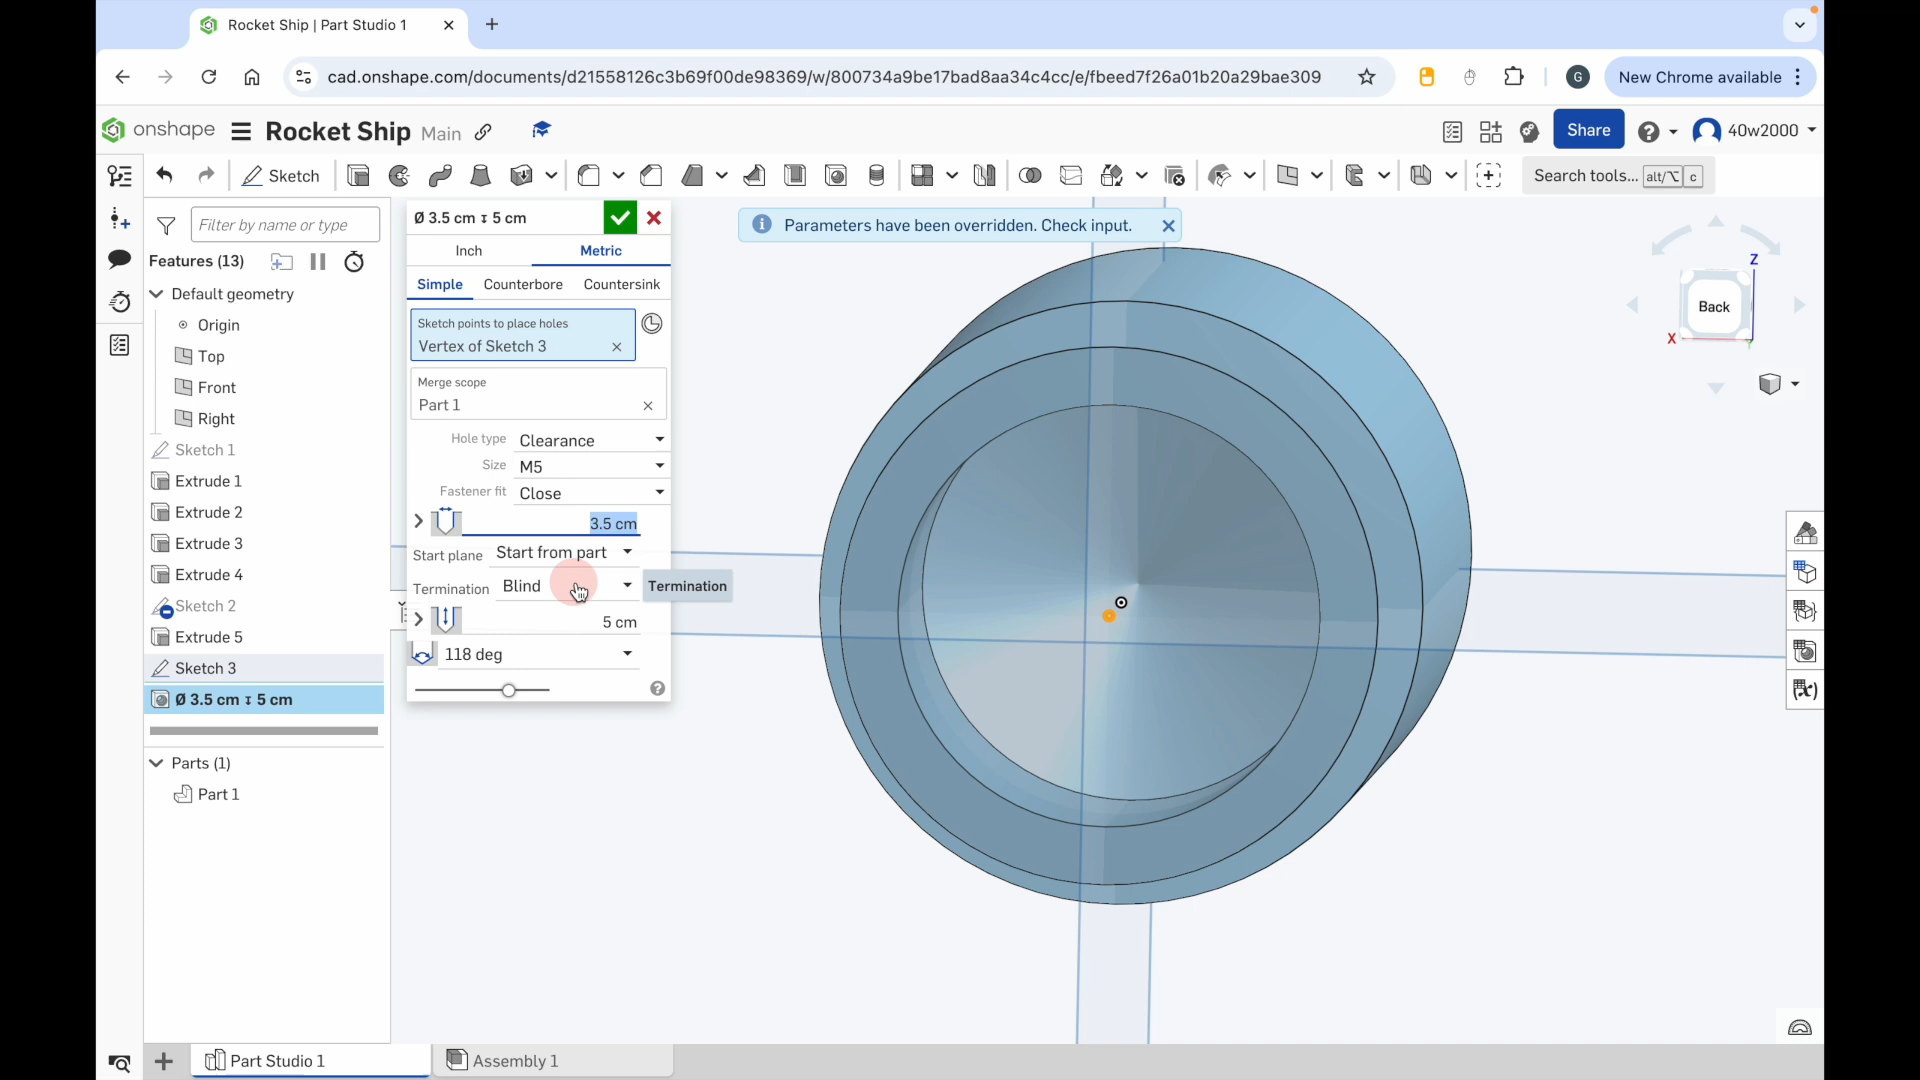 Rocket Ship | Part Studio 1
cad.onshape.com/documents/d21558126c3b69f00de98369/w/800734a9be17bad8aa34c4cc/e/fbeed7f26a01b20a29bae309
G
New Chrome available
onshape
Rocket Ship Main
Share
40w2000
Sketch
Search tools... alt/⌥ c
Filter by name or type
Features (13)
Default geometry
Origin
Top
Front
Right
Sketch 1
Extrude 1
Extrude 2
Extrude 3
Extrude 4
Sketch 2
Extrude 5
Sketch 3
Ø 3.5 cm ↧ 5 cm
Parts (1)
Part 1
Ø 3.5 cm ↧ 5 cm
Inch
Metric
Simple
Counterbore
Countersink
Sketch points to place holes
Vertex of Sketch 3
Merge scope
Part 1
Hole type Clearance
Size M5
Fastener fit Close
3.5 cm
Start plane Start from part
Termination Blind
Termination
5 cm
118 deg
Parameters have been overridden. Check input.
Z
Back
X
Part Studio 1
Assembly 1